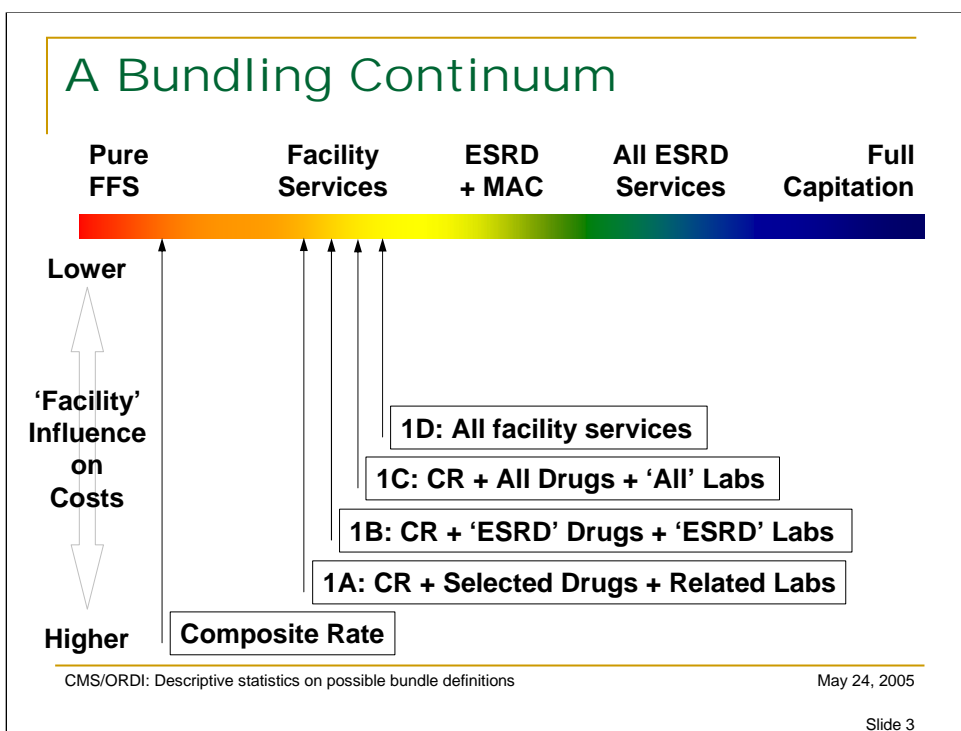 A Bundling Continuum
Pure
FFS
Facility
Services
ESRD
+ MAC
All ESRD
Services
Full
Capitation
Lower
‘Facility’
Influence
on
Costs
Higher
1D: All facility services
1C: CR + All Drugs + ‘All’ Labs
1B: CR + ‘ESRD’ Drugs + ‘ESRD’ Labs
1A: CR + Selected Drugs + Related Labs
Composite Rate
CMS/ORDI: Descriptive statistics on possible bundle definitions
May 24, 2005
Slide 3